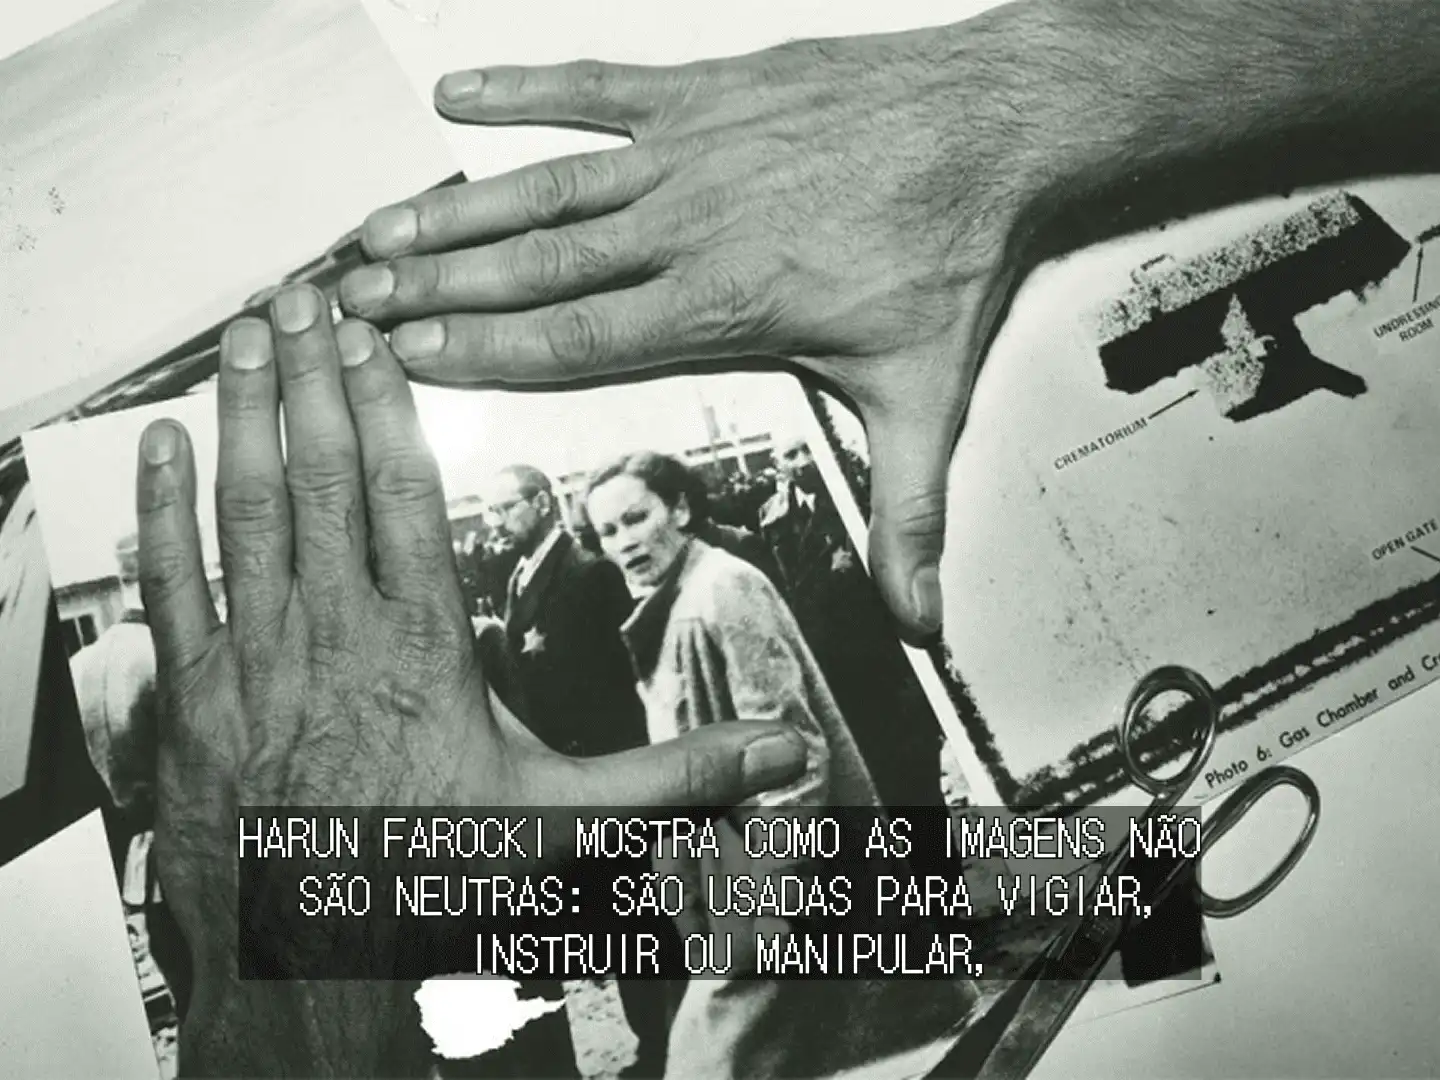 UNDRESSING
ROOM
CREMATORIUM
OPEN GATE
Photo 6: Gas Chamber and
HARUN FAROCKI MOSTRA COMO AS IMAGENS NÃO
SÃO NEUTRAS: SÃO USADAS PARA VIGIAR,
INSTRUIR OU MANIPULAR,